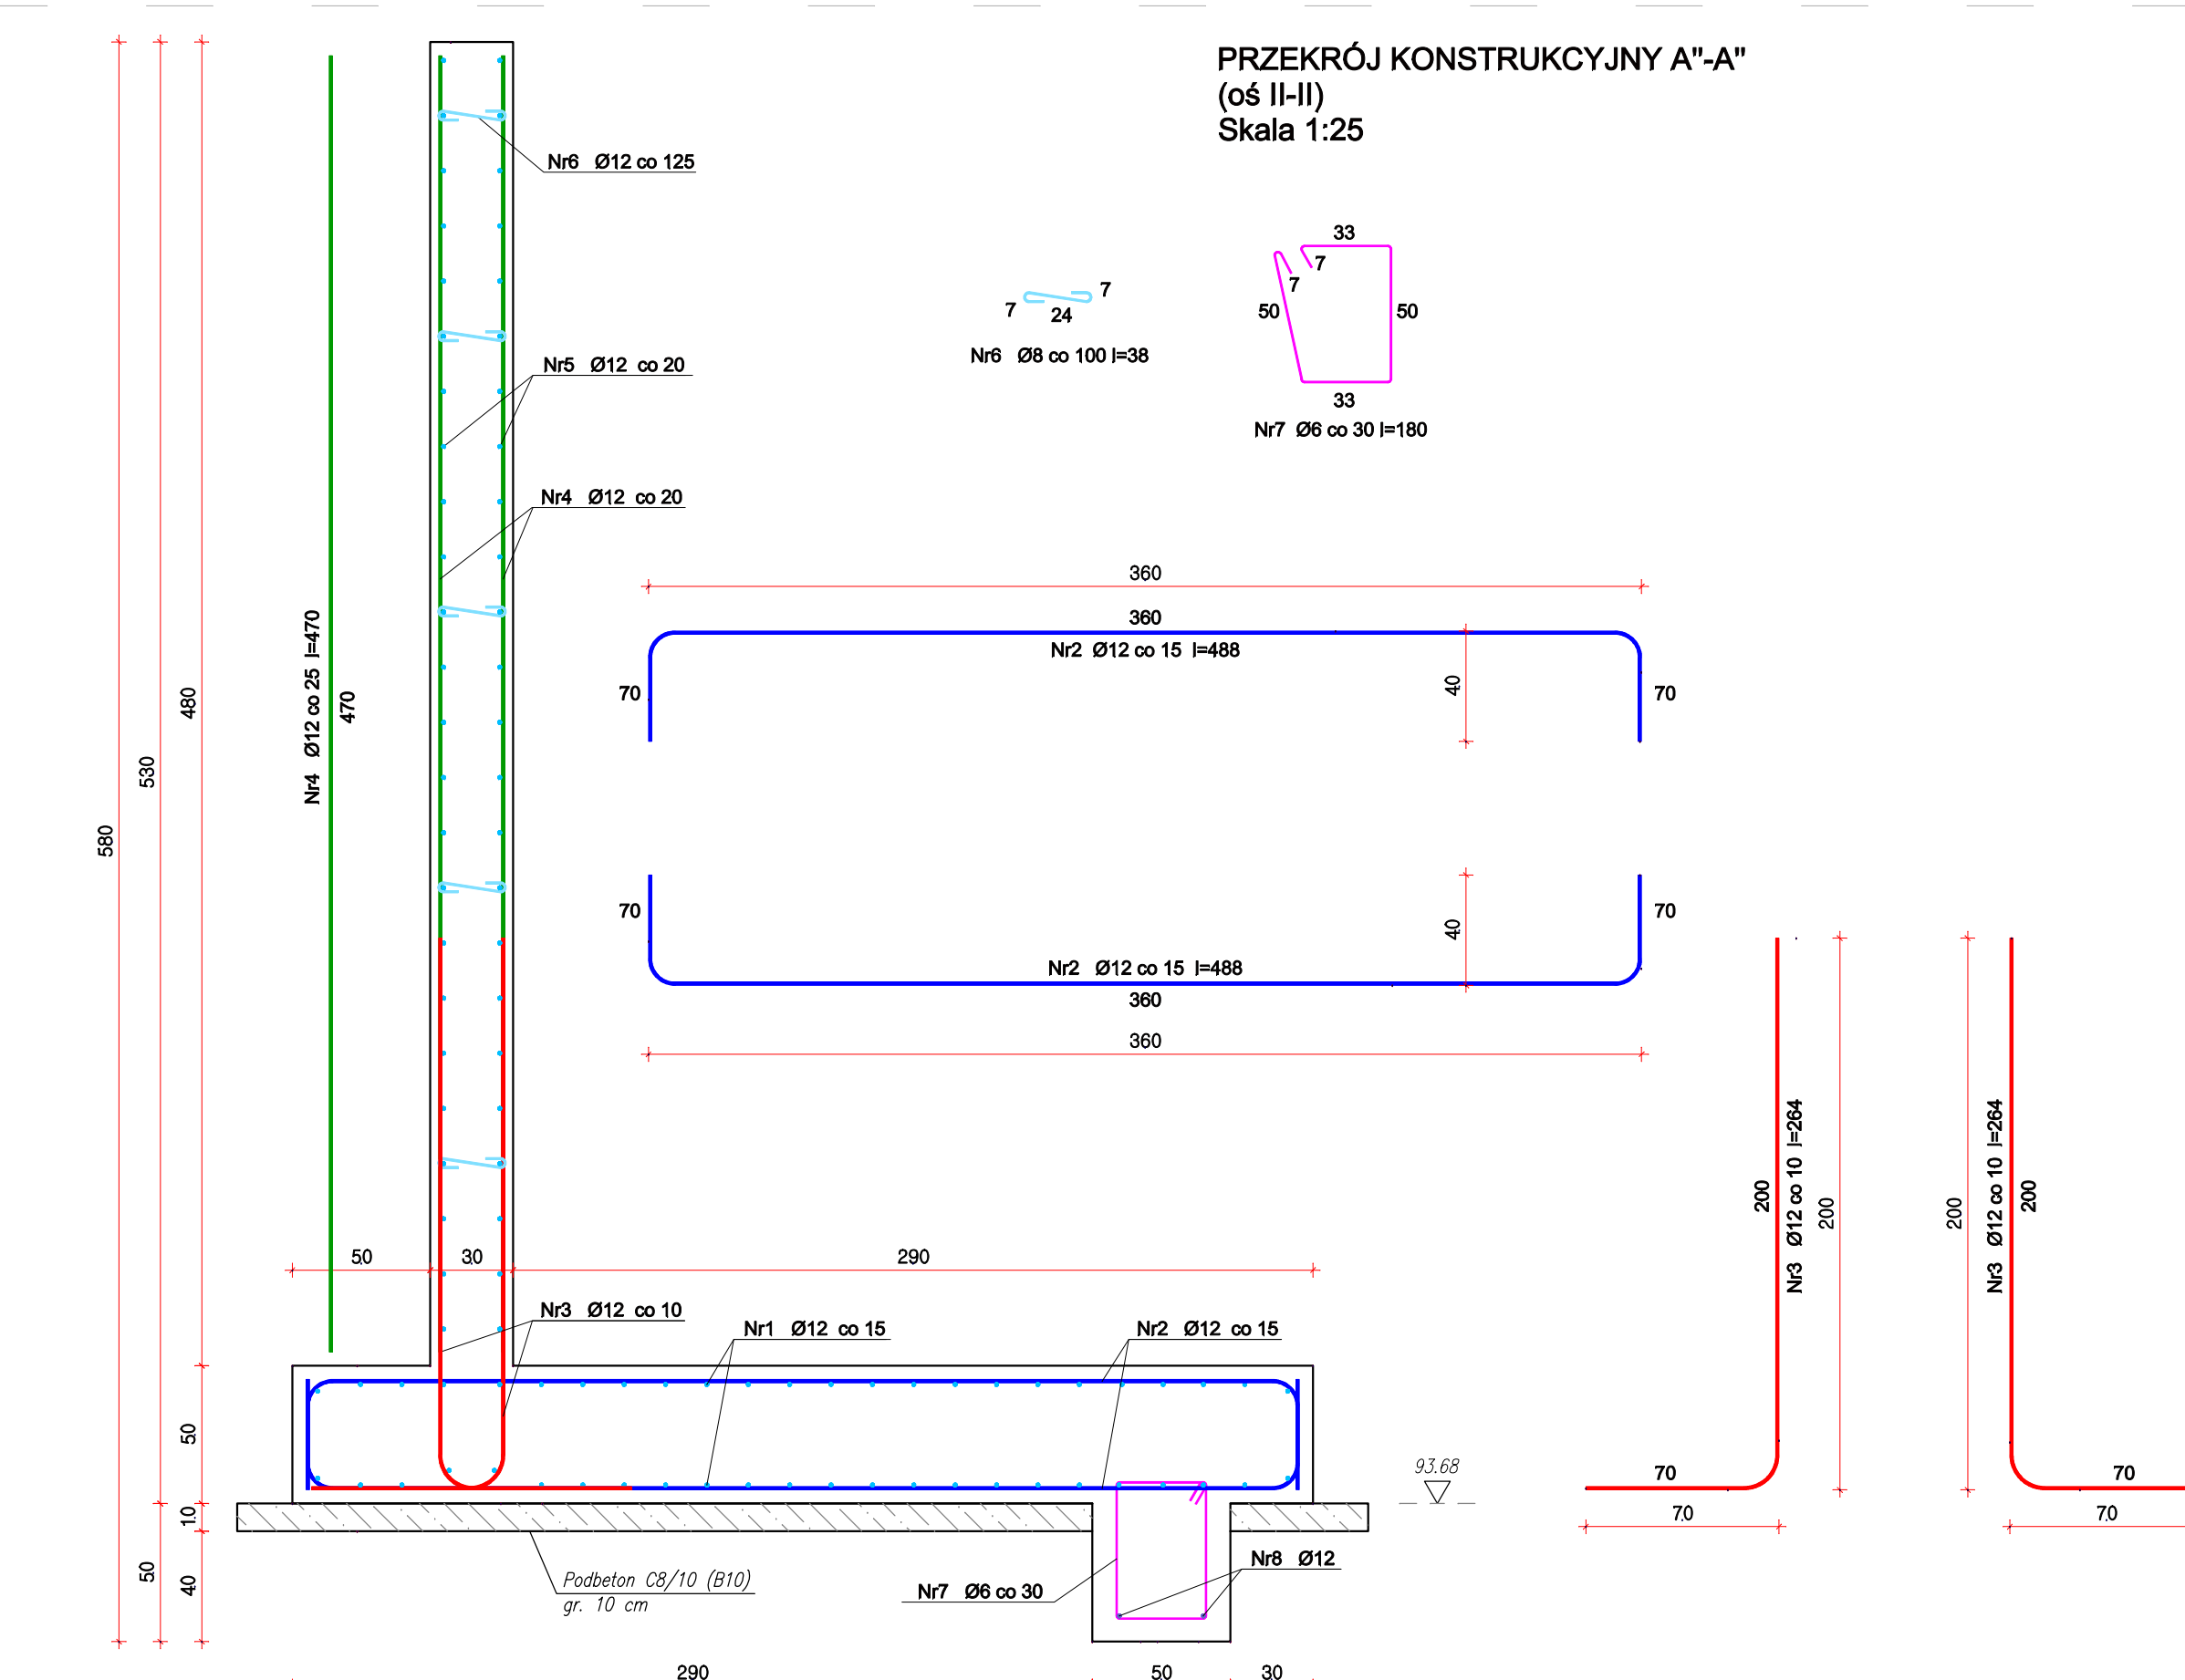 PRZEKRÓJ KONSTRUKCYJNY A"-A"
(oś II-II)
Skala 1:25
Nr6 Ø12 co 125
33
7
7
50
50
33
Nr7 Ø6 co 30 l=180
7
7
24
Nr6 Ø8 co 100 l=38
Nr5 Ø12 co 20
Nr4 Ø12 co 20
Nr4 Ø12 co 25 l=470
470
480
530
580
360
360
Nr2 Ø12 co 15 l=488
70
70
40
70
70
40
Nr2 Ø12 co 15 l=488
360
360
200
Nr3 Ø12 co 10 l=264
200
200
Nr3 Ø12 co 10 l=264
200
70
70
70
70
50
30
290
Nr3 Ø12 co 10
Nr1 Ø12 co 15
Nr2 Ø12 co 15
50
10
50
40
93.68
Podbeton C8/10 (B10)
gr. 10 cm
Nr7 Ø6 co 30
Nr8 Ø12
290
50
30